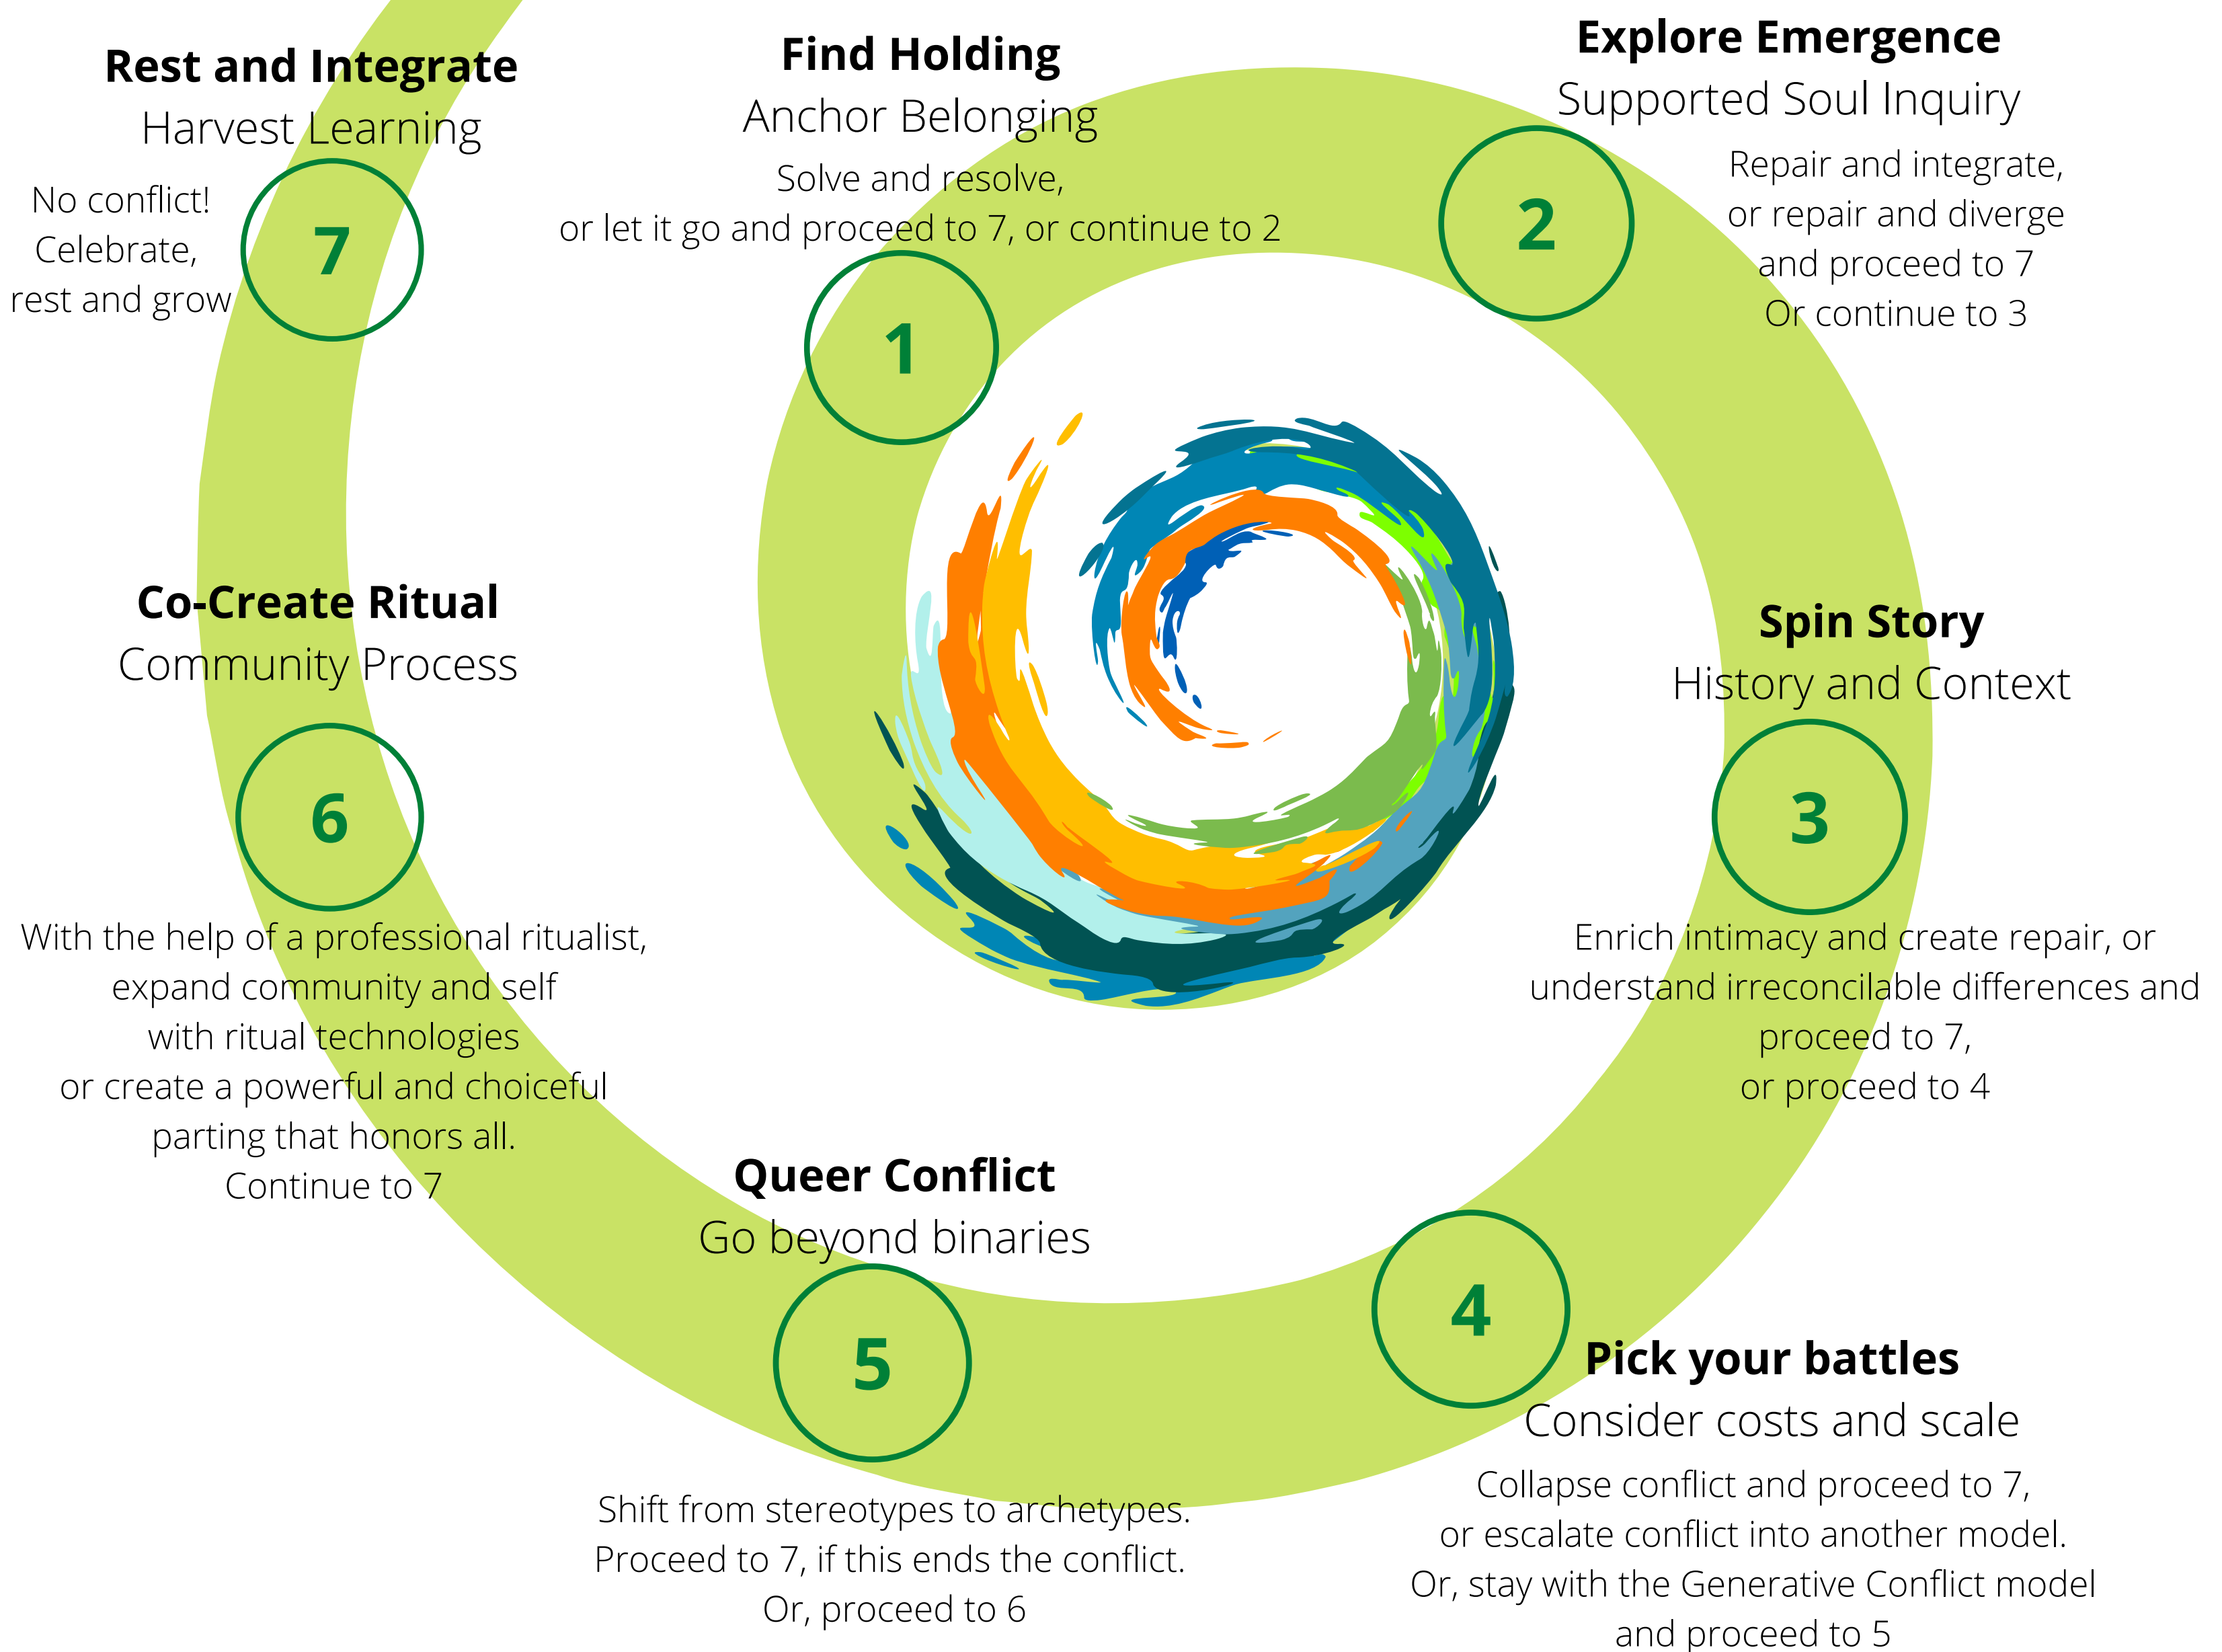 Find Holding
Anchor Belonging
Solve and resolve,
or let it go and proceed to 7, or continue to 2
1
Explore Emergence
Supported Soul Inquiry
2
Repair and integrate,
or repair and diverge
and proceed to 7
Or continue to 3
Spin Story
History and Context
3
Enrich intimacy and create repair, or
understand irreconcilable differences and
proceed to 7,
or proceed to 4
4
Pick your battles
Consider costs and scale
Collapse conflict and proceed to 7,
or escalate conflict into another model.
Or, stay with the Generative Conflict model
and proceed to 5
Queer Conflict
Go beyond binaries
5
Shift from stereotypes to archetypes.
Proceed to 7, if this ends the conflict.
Or, proceed to 6
Co-Create Ritual
Community Process
6
With the help of a professional ritualist,
expand community and self
with ritual technologies
or create a powerful and choiceful
parting that honors all.
Continue to 7
Rest and Integrate
Harvest Learning
7
No conflict!
Celebrate,
rest and grow